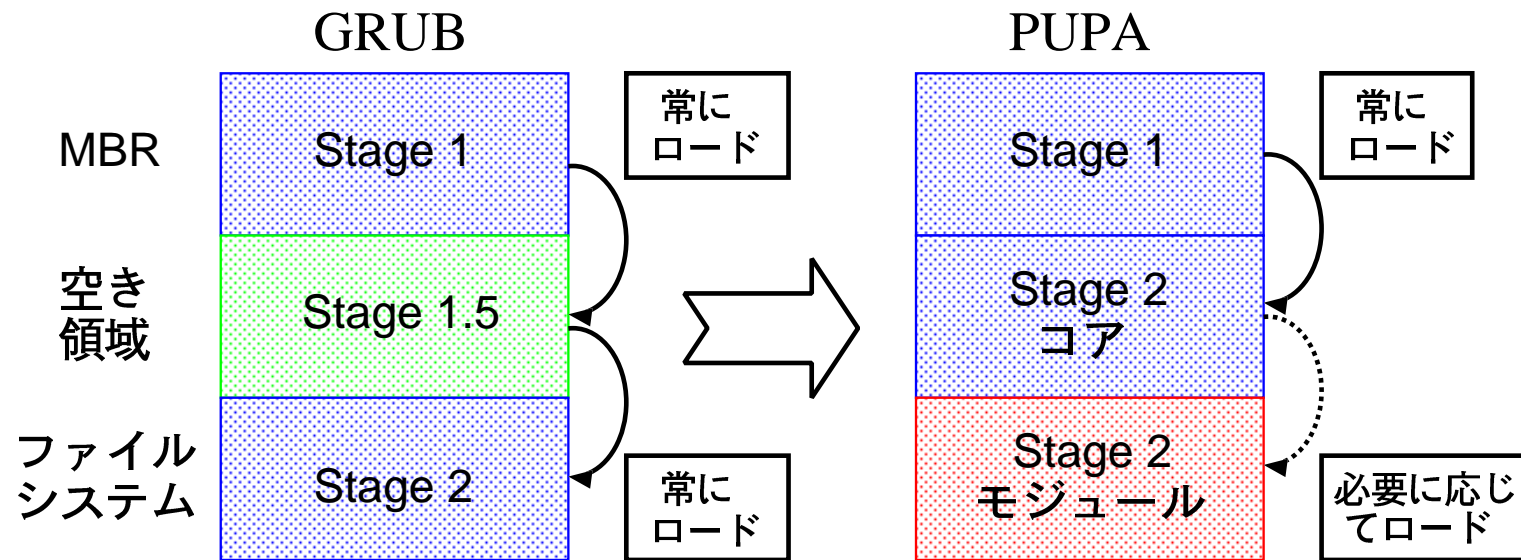 GRUB
PUPA
MBR
Stage 1
常に
ロード
Stage 1
常に
ロード
空き
領域
Stage 1.5
Stage 2
コア
ファイル
システム
Stage 2
常に
ロード
Stage 2
モジュール
必要に応じ
てロード